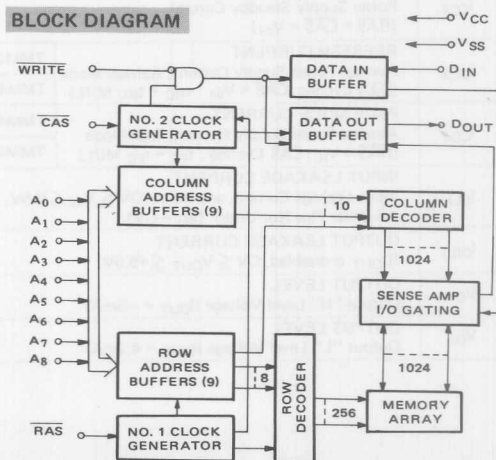 BLOCK DIAGRAM
VCC
VSS
WRITE
DATA IN
BUFFER
DIN
CAS
NO. 2 CLOCK
GENERATOR
DATA OUT
BUFFER
DOUT
COLUMN
ADDRESS
BUFFERS (9)
10
COLUMN
DECODER
A0
A1
A2
A3
A4
A5
A6
A7
A8
1024
SENSE AMP
I/O GATING
1024
ROW
ADDRESS
BUFFERS (9)
8
ROW
DECODER
256
MEMORY
ARRAY
RAS
NO. 1 CLOCK
GENERATOR